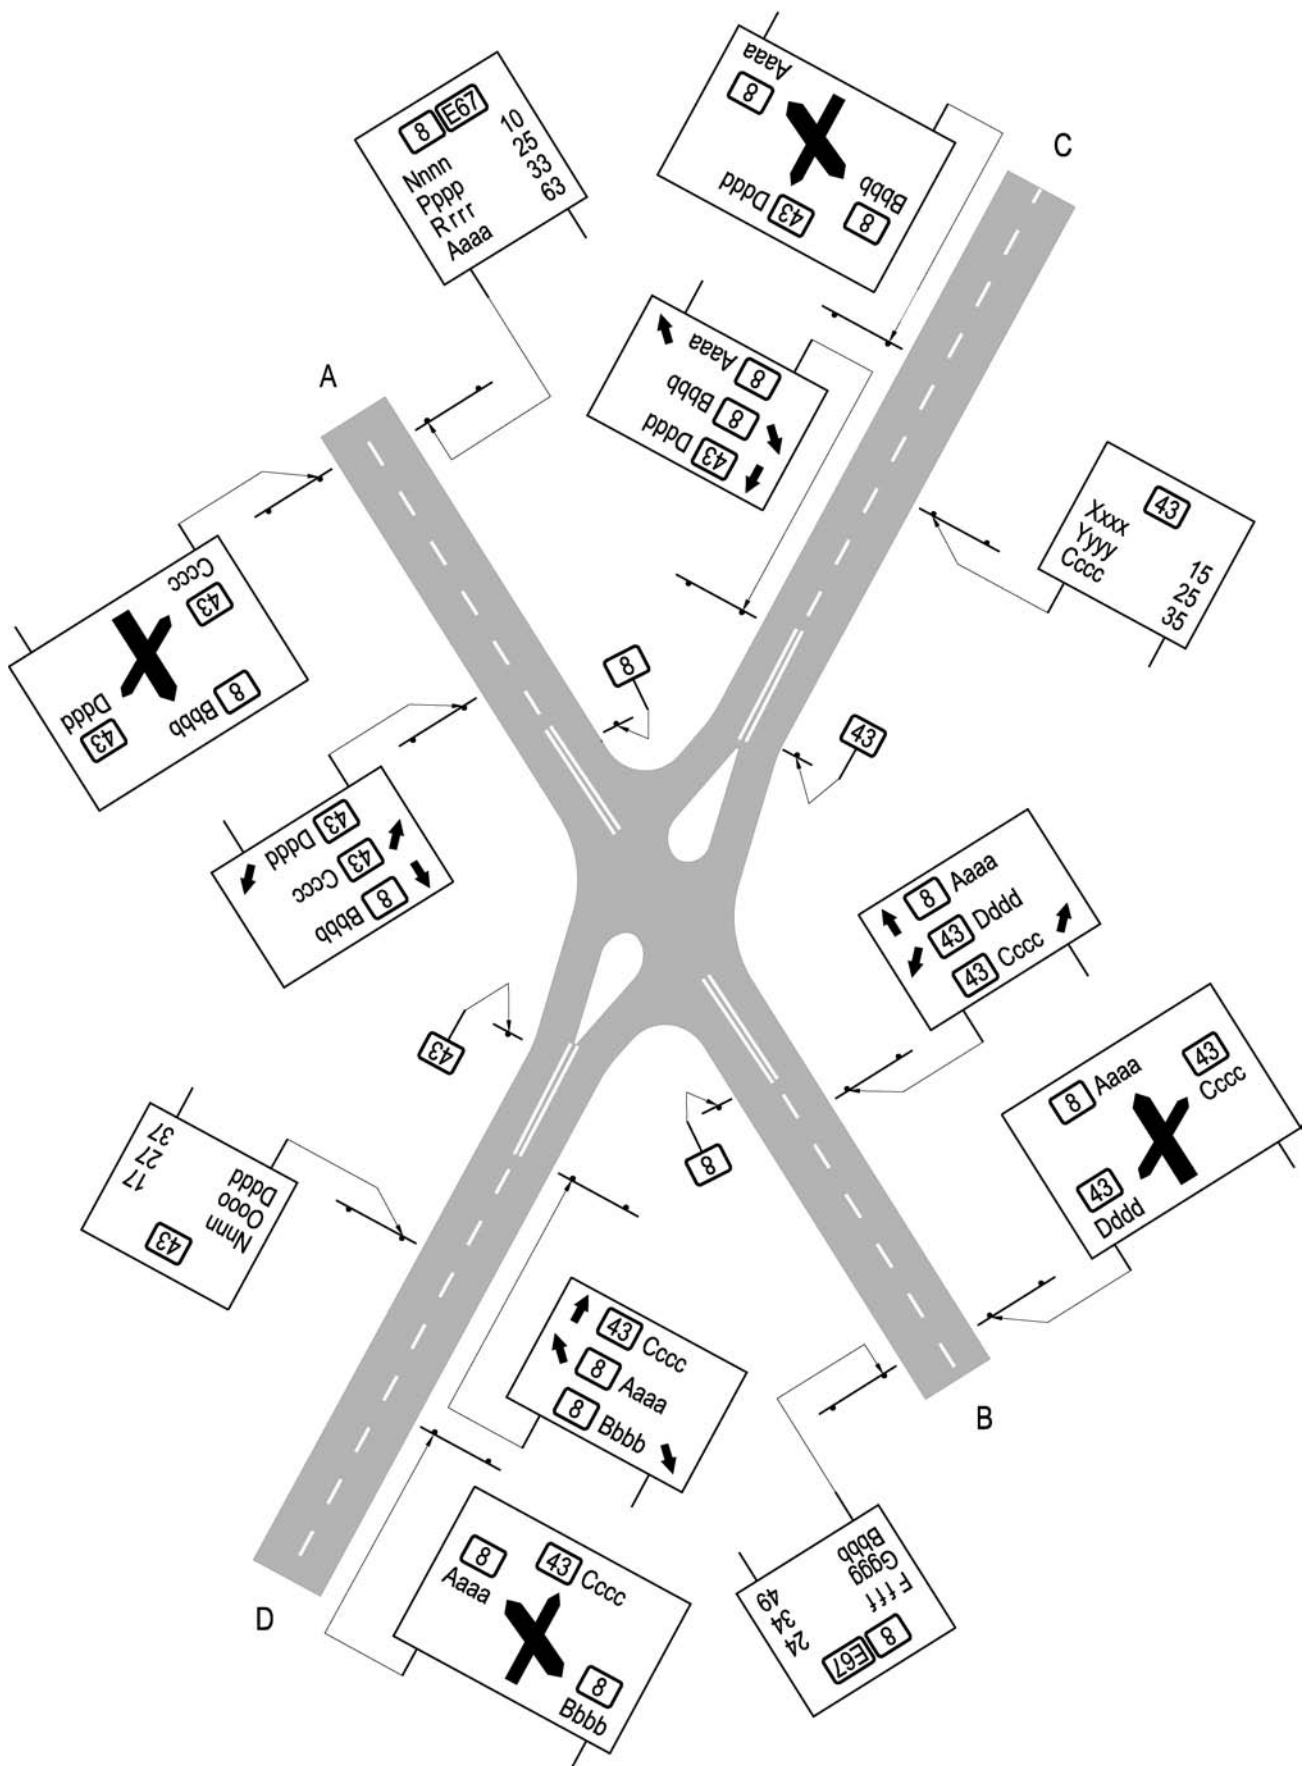 Aaaa
8
8 Bbbb
43 Dddd
C
8 E67
Nnnn 10
Pppp 25
Rrrr 33
Aaaa 63
A
8 Aaaa
8 Bbbb
43 Dddd
43
Xxxx 15
Yyyy 25
Cccc 35
43 Cccc
8 Bbbb
43 Dddd
8
43
43 Dddd
43 Cccc
8 Bbbb
8 Aaaa
43 Dddd
43 Cccc
43
8
8 Aaaa
43 Cccc
43 Dddd
43
Nnnn 17
Oooo 27
Dddd 37
43 Cccc
8 Aaaa
8 Bbbb
B
8 Aaaa
43 Cccc
8 Bbbb
D
8 E67
Ffff 24
Gggg 34
Bbbb 49